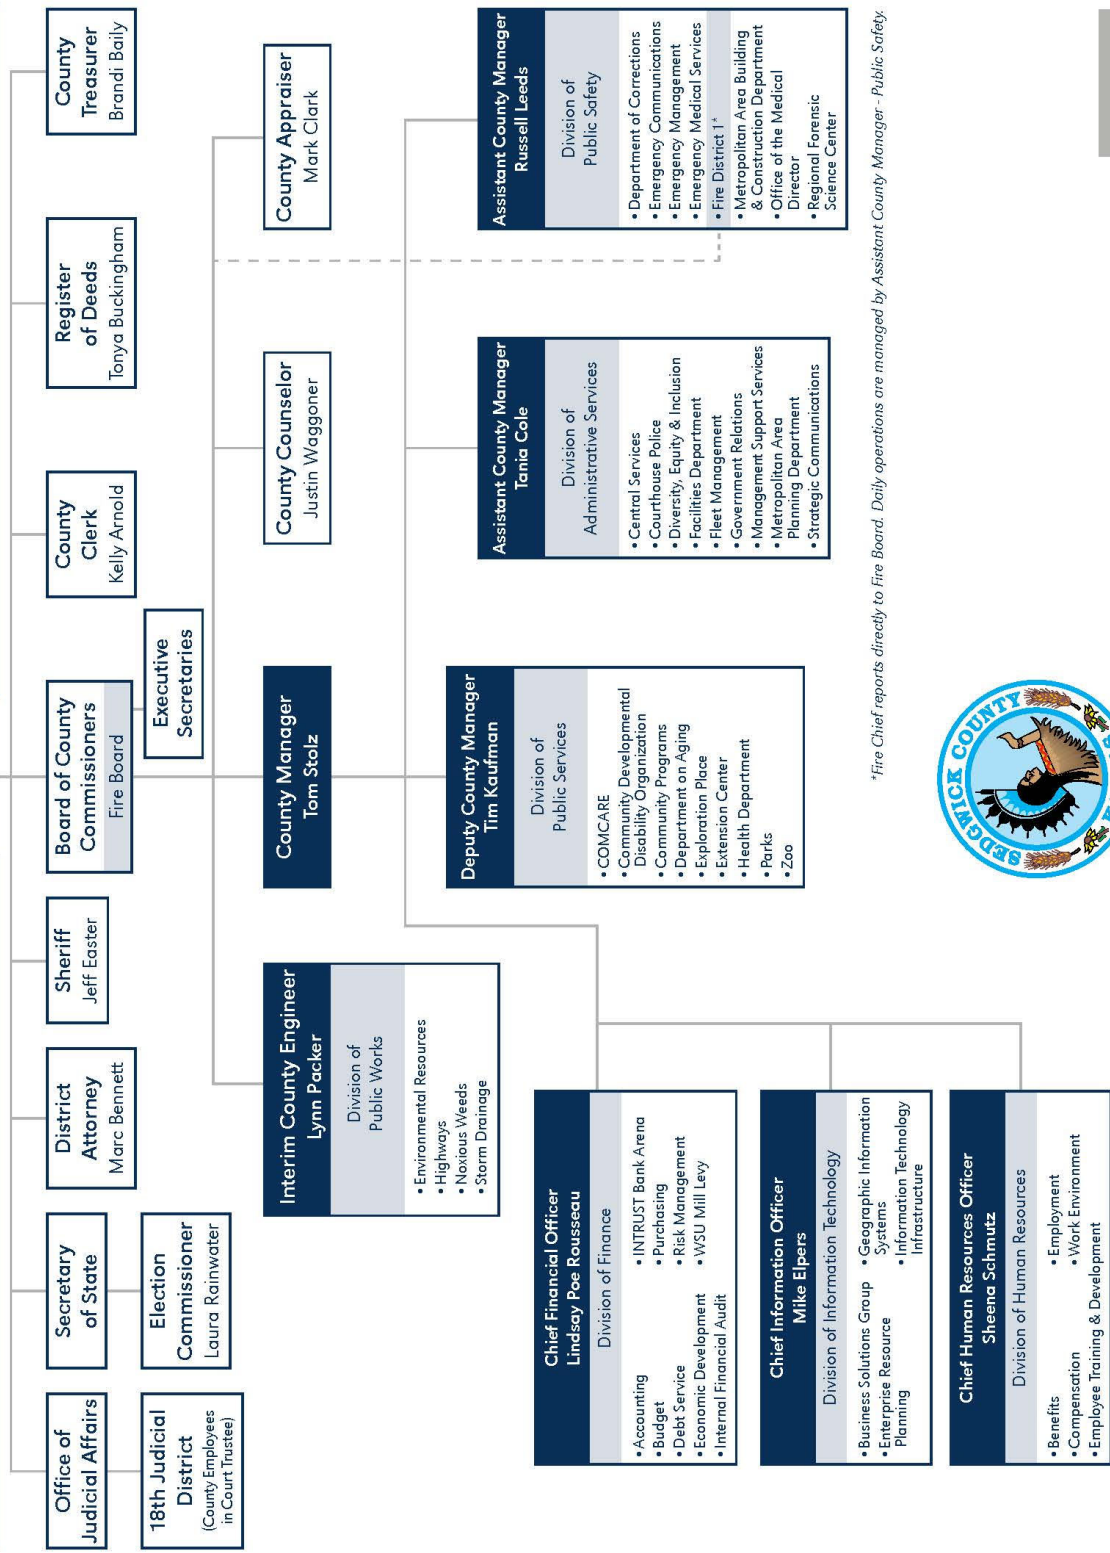 Office of
Judicial Affairs
18th Judicial
District
(County Employees
in Court Trustee)
Secretary
of State
Election
Commissioner
Laura Rainwater
District
Attorney
Marc Bennett
Sheriff
Jeff Easter
Board of County
Commissioners
Fire Board
Executive
Secretaries
County
Clerk
Kelly Arnold
Register
of Deeds
Tonya Buckingham
County
Treasurer
Brandi Baily
Interim County Engineer
Lynn Packer
Division of
Public Works
• Environmental Resources
• Highways
• Noxious Weeds
• Storm Drainage
County Manager
Tom Stolz
County Counselor
Justin Waggoner
County Appraiser
Mark Clark
Deputy County Manager
Tim Kaufman
Division of
Public Services
• COMCARE
• Community Developmental
Disability Organization
• Community Programs
• Department on Aging
• Exploration Place
• Extension Center
• Health Department
• Parks
• Zoo
Assistant County Manager
Tania Cole
Division of
Administrative Services
• Central Services
• Courthouse Police
• Diversity, Equity & Inclusion
• Facilities Department
• Fleet Management
• Government Relations
• Management Support Services
• Metropolitan Area
Planning Department
• Strategic Communications
Assistant County Manager
Russell Leeds
Division of
Public Safety
• Department of Corrections
• Emergency Communications
• Emergency Management
• Emergency Medical Services
• Fire District 1*
• Metropolitan Area Building
& Construction Department
• Office of the Medical
Director
• Regional Forensic
Science Center
Chief Financial Officer
Lindsay Poe Rousseau
Division of Finance
• Accounting
• Budget
• Debt Service
• Economic Development
• Internal Financial Audit
• INTRUST Bank Arena
• Purchasing
• Risk Management
• WSU Mill Levy
Chief Information Officer
Mike Elpers
Division of Information Technology
• Business Solutions Group
• Enterprise Resource
Planning
• Geographic Information
Systems
• Information Technology
Infrastructure
Chief Human Resources Officer
Sheena Schmutz
Division of Human Resources
• Benefits
• Compensation
• Employee Training & Development
• Employment
• Work Environment
*Fire Chief reports directly to Fire Board. Daily operations are managed by Assistant County Manager - Public Safety.
SEDGWICK COUNTY